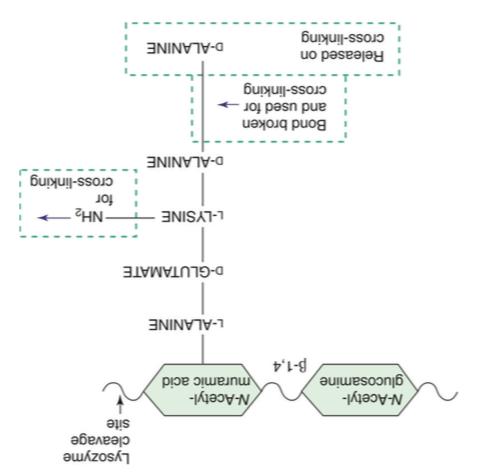 Lysozyme
cleavage
site
N-Acetyl-
glucosamine
β-1,4
N-Acetyl-
muramic acid
L-ALANINE
D-GLUTAMATE
L-LYSINE
NH₂
for
cross-linking
D-ALANINE
Bond broken
and used for
cross-linking
D-ALANINE
Released on
cross-linking